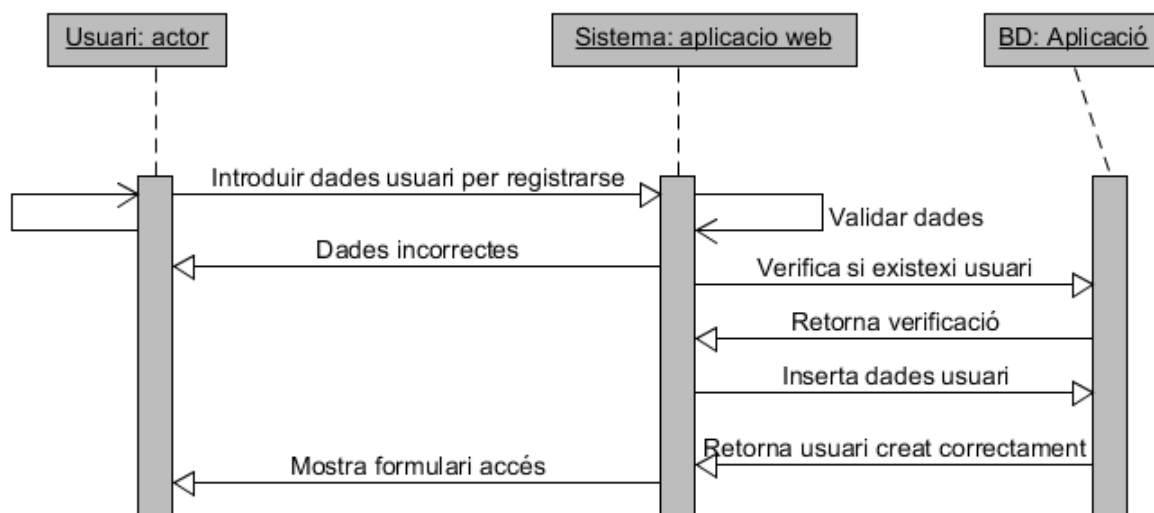 Usuari: actor
Sistema: aplicacio web
BD: Aplicació
Introduir dades usuari per registrarse
Validar dades
Dades incorrectes
Verifica si existexi usuari
Retorna verificació
Inserta dades usuari
Retorna usuari creat correctament
Mostra formulari accés